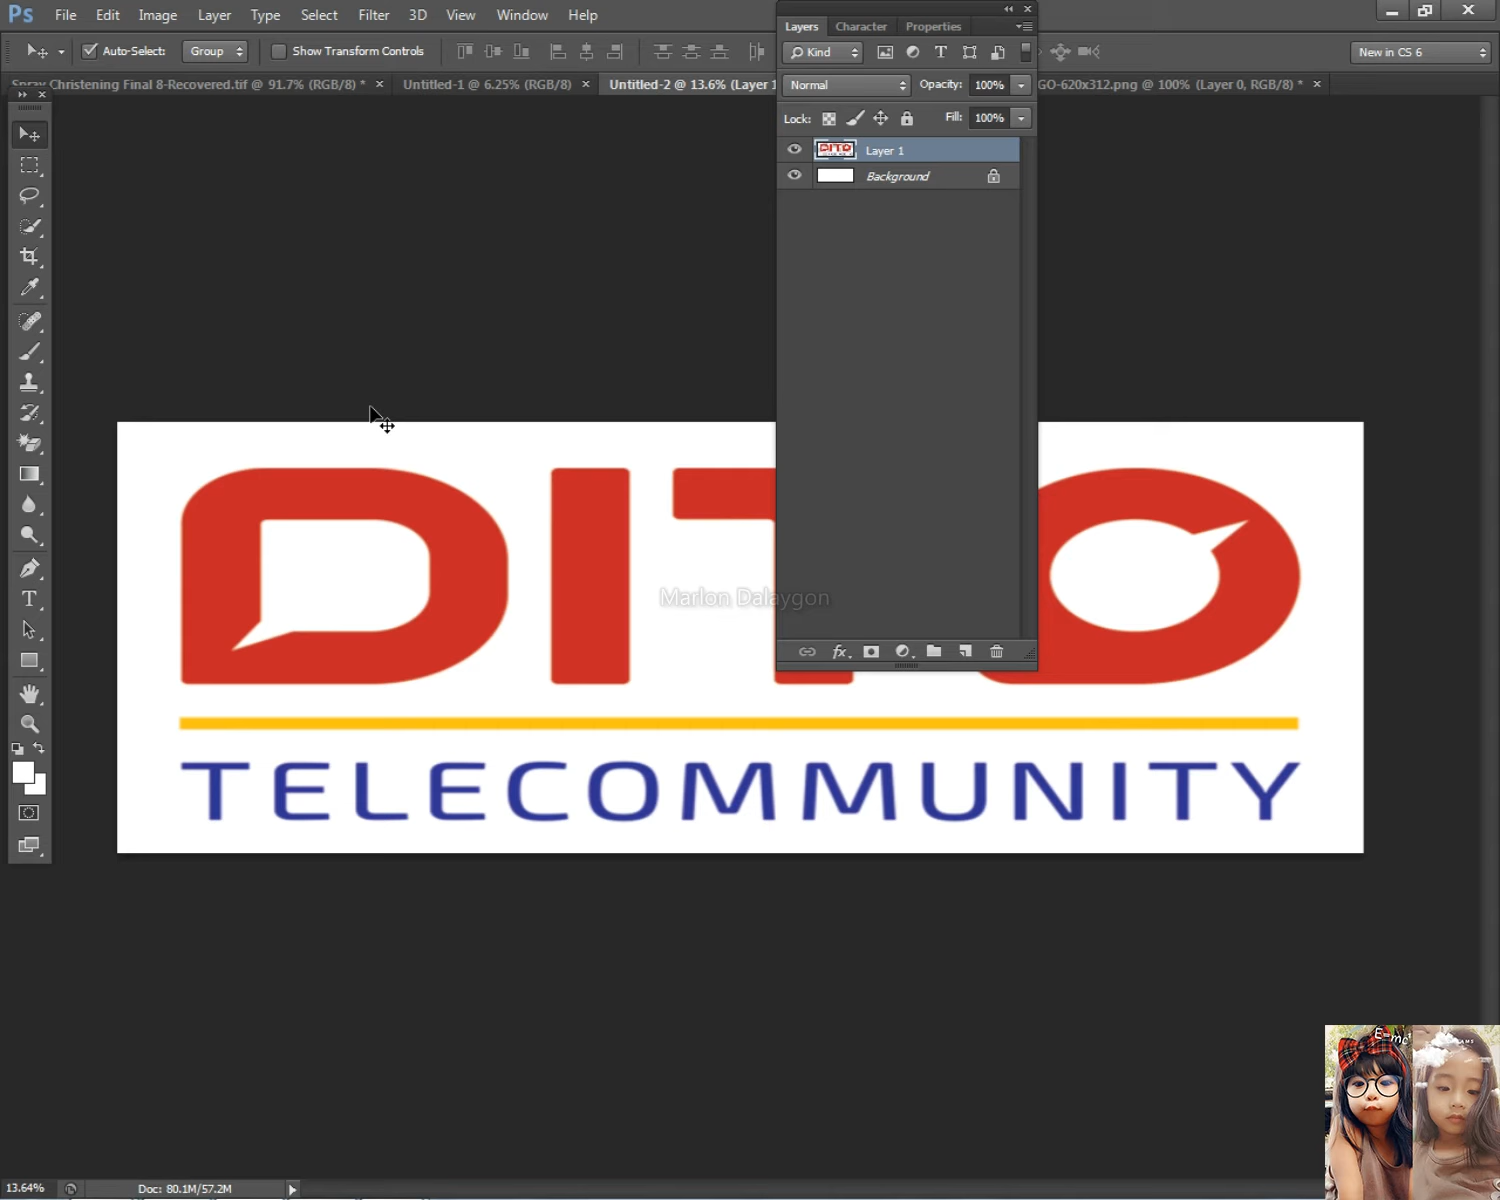 Ps File Edit Image Layer Type Select Filter 3D View Window Help
Auto-Select: Group Show Transform Controls New in CS 6
Spray Christening Final 8-Recovered.tif @ 91.7% (RGB/8) * × Untitled-1 @ 6.25% (RGB/8) × Untitled-2 @ 13.6% (Layer 1 GO-620x312.png @ 100% (Layer 0, RGB/8) * ×
Layers Character Properties
Kind
Normal Opacity: 100%
Lock: Fill: 100%
DITO Layer 1
Background
DITO
Marlon Dalaygon
TELECOMMUNITY
E=mc
13.64% Doc: 80.1M/57.2M